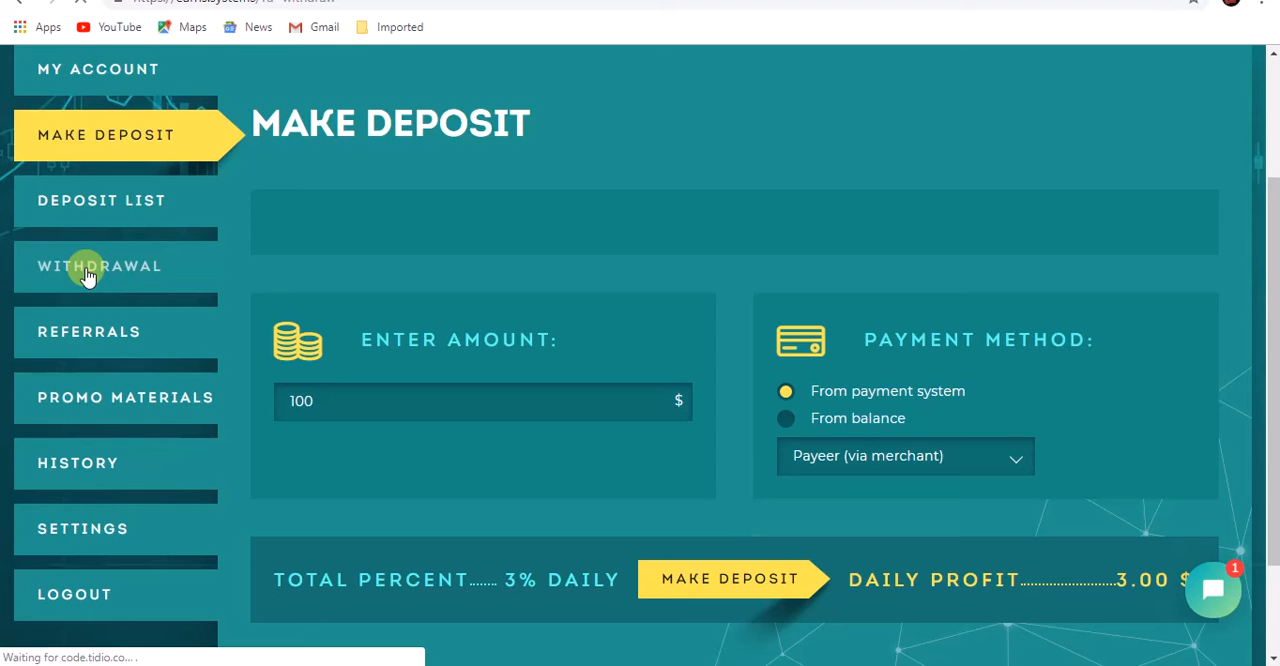 Apps YouTube Maps News Gmail Imported
MY ACCOUNT
MAKE DEPOSIT
DEPOSIT LIST
WITHDRAWAL
REFERRALS
PROMO MATERIALS
HISTORY
SETTINGS
LOGOUT
MAKE DEPOSIT
ENTER AMOUNT:
100 $
PAYMENT METHOD:
From payment system
From balance
Payeer (via merchant)
TOTAL PERCENT........ 3% DAILY
MAKE DEPOSIT
DAILY PROFIT..............................3.00 $
1
Waiting for code.tidio.co... .